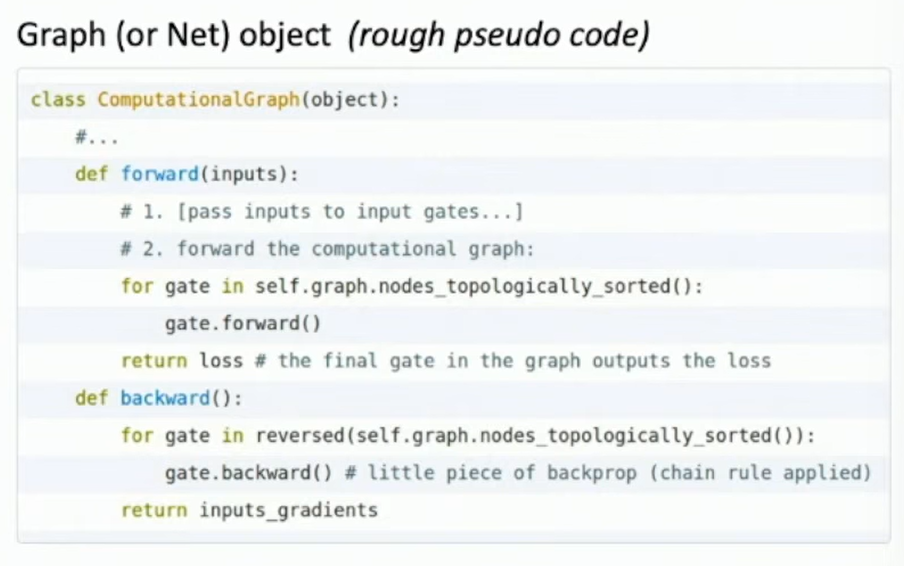 Graph (or Net) object (rough pseudo code)
class ComputationalGraph(object):
    #...
    def forward(inputs):
        # 1. [pass inputs to input gates...]
        # 2. forward the computational graph:
        for gate in self.graph.nodes_topologically_sorted():
            gate.forward()
        return loss # the final gate in the graph outputs the loss
    def backward():
        for gate in reversed(self.graph.nodes_topologically_sorted()):
            gate.backward() # little piece of backprop (chain rule applied)
        return inputs_gradients